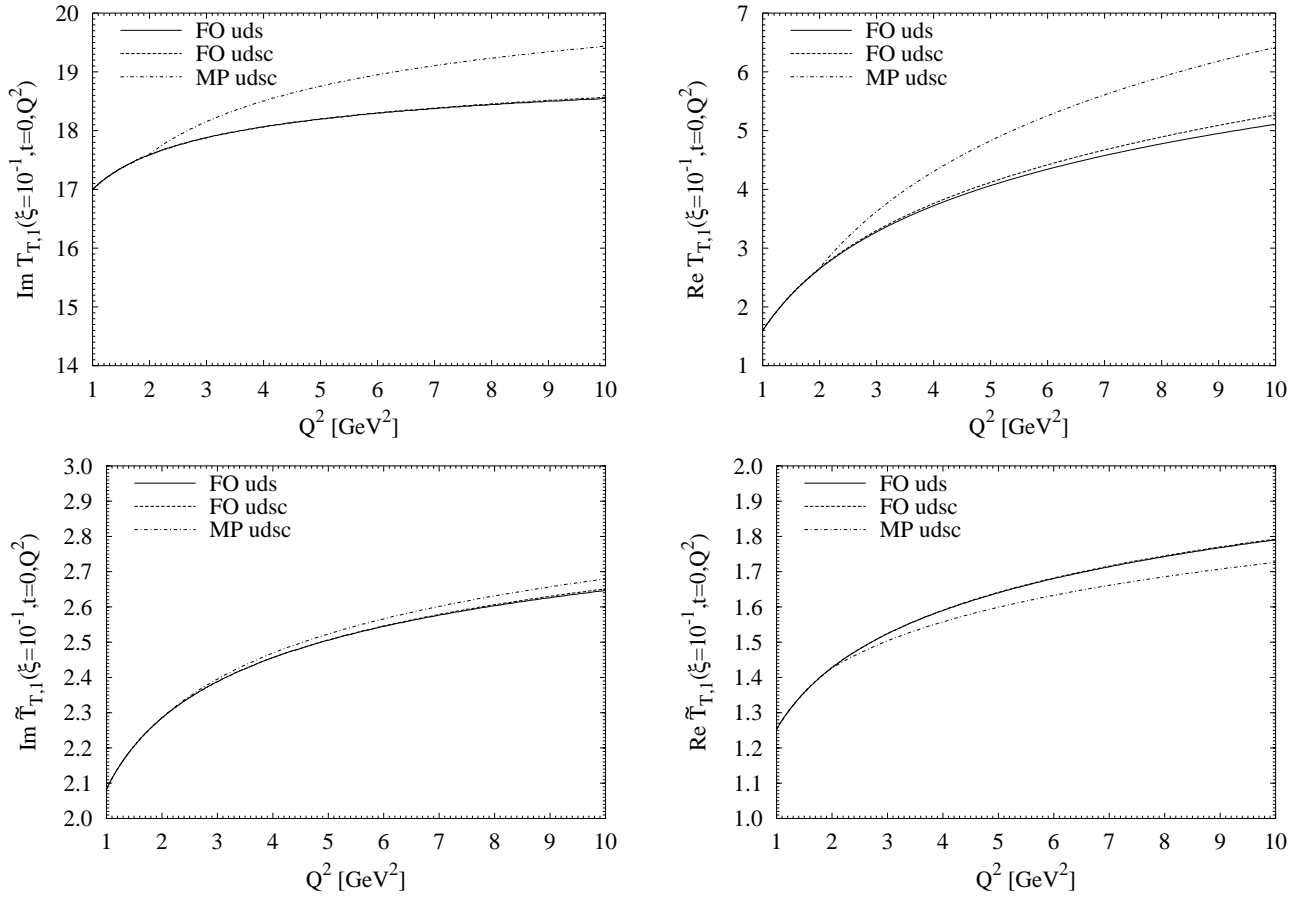 20
19
18
17
16
15
14
1 2 3 4 5 6 7 8 9 10
Im T_{T,1}(ξ=10^{-1},t=0,Q^2)
Q^2 [GeV^2]
FO uds
FO udsc
MP udsc
7
6
5
4
3
2
1
1 2 3 4 5 6 7 8 9 10
Re T_{T,1}(ξ=10^{-1},t=0,Q^2)
Q^2 [GeV^2]
FO uds
FO udsc
MP udsc
3.0
2.9
2.8
2.7
2.6
2.5
2.4
2.3
2.2
2.1
2.0
1 2 3 4 5 6 7 8 9 10
Im T̃_{T,1}(ξ=10^{-1},t=0,Q^2)
Q^2 [GeV^2]
FO uds
FO udsc
MP udsc
2.0
1.9
1.8
1.7
1.6
1.5
1.4
1.3
1.2
1.1
1.0
1 2 3 4 5 6 7 8 9 10
Re T̃_{T,1}(ξ=10^{-1},t=0,Q^2)
Q^2 [GeV^2]
FO uds
FO udsc
MP udsc